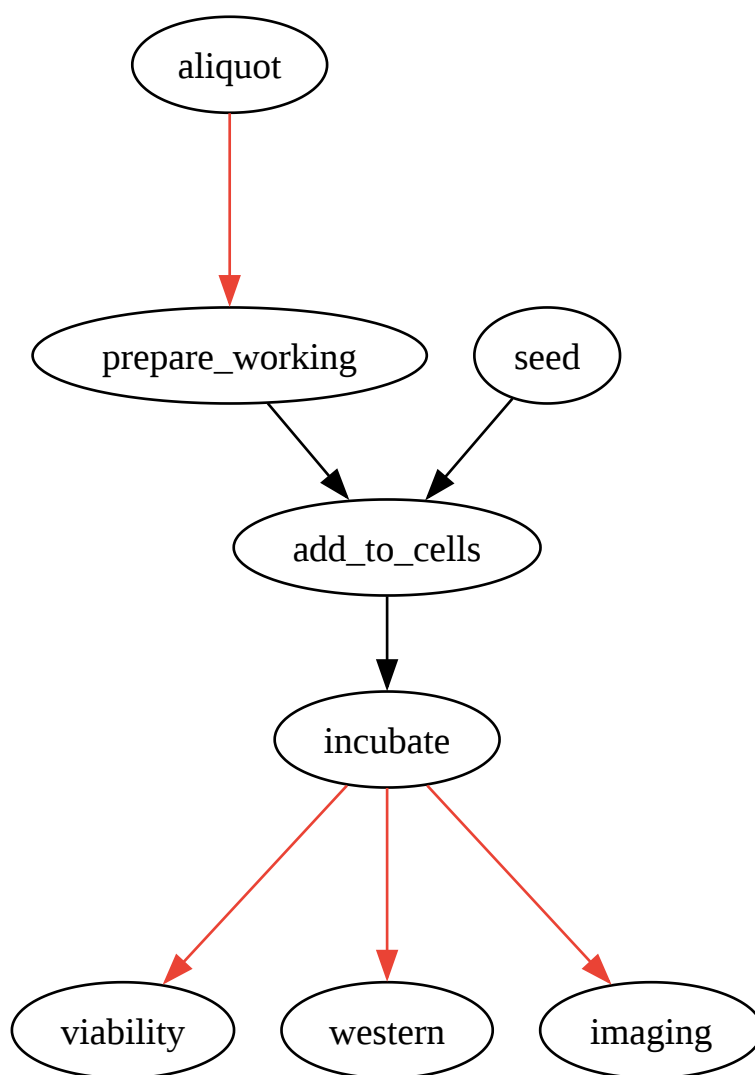 aliquot
prepare_working
seed
add_to_cells
incubate
viability
western
imaging